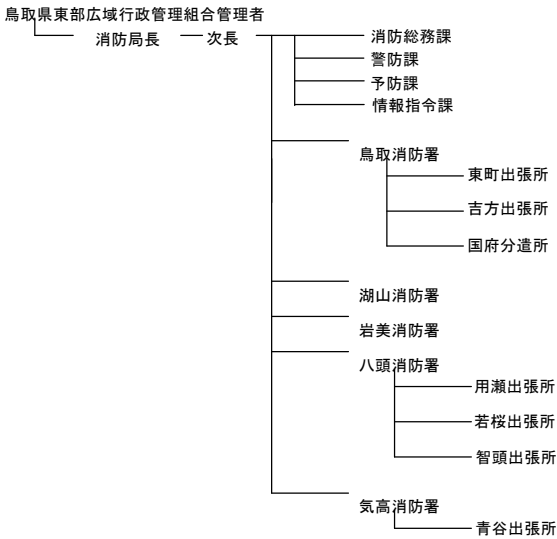 鳥取県東部広域行政管理組合管理者
消防局長 次長 消防総務課
警防課
予防課
情報指令課
鳥取消防署
東町出張所
吉方出張所
国府分遣所
湖山消防署
岩美消防署
八頭消防署
用瀬出張所
若桜出張所
智頭出張所
気高消防署
青谷出張所